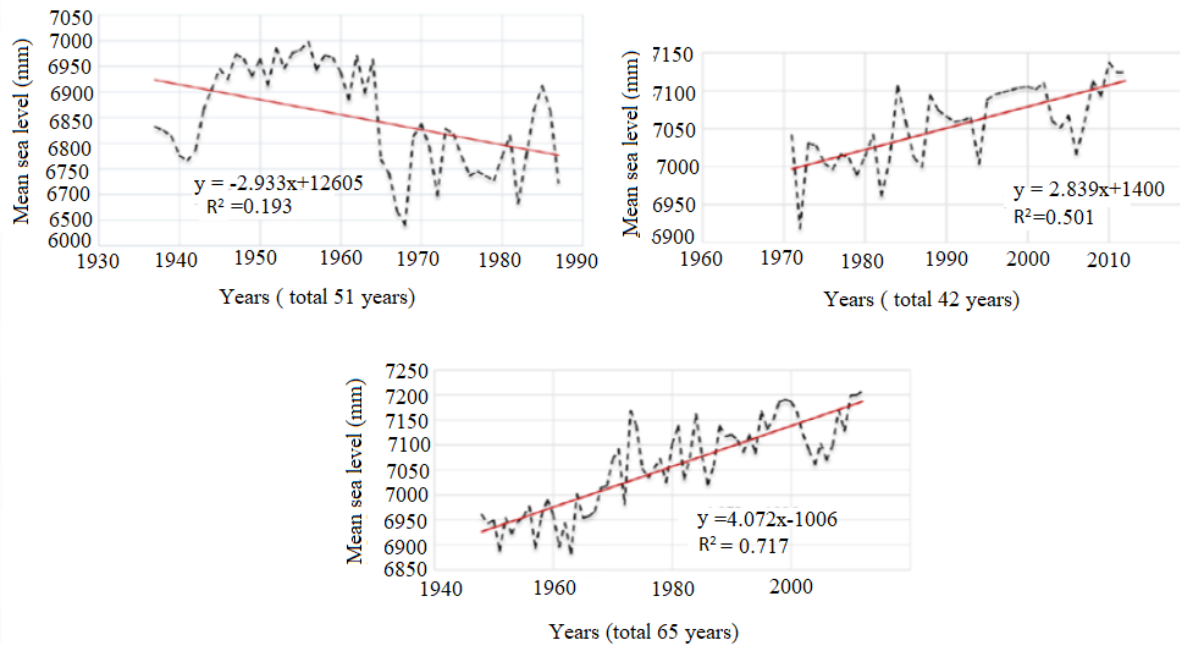 Mean sea level (mm)
7050
7000
6950
6900
6850
6800
6750
6700
6500
6000
y = -2.933x+12605
R² =0.193
1930 1940 1950 1960 1970 1980 1990
Years ( total 51 years)
Mean sea level (mm)
7150
7100
7050
7000
6950
6900
y = 2.839x+1400
R²=0.501
1960 1970 1980 1990 2000 2010
Years ( total 42 years)
Mean sea level (mm)
7250
7200
7150
7100
7050
7000
6950
6900
6850
y =4.072x-1006
R² = 0.717
1940 1960 1980 2000
Years (total 65 years)